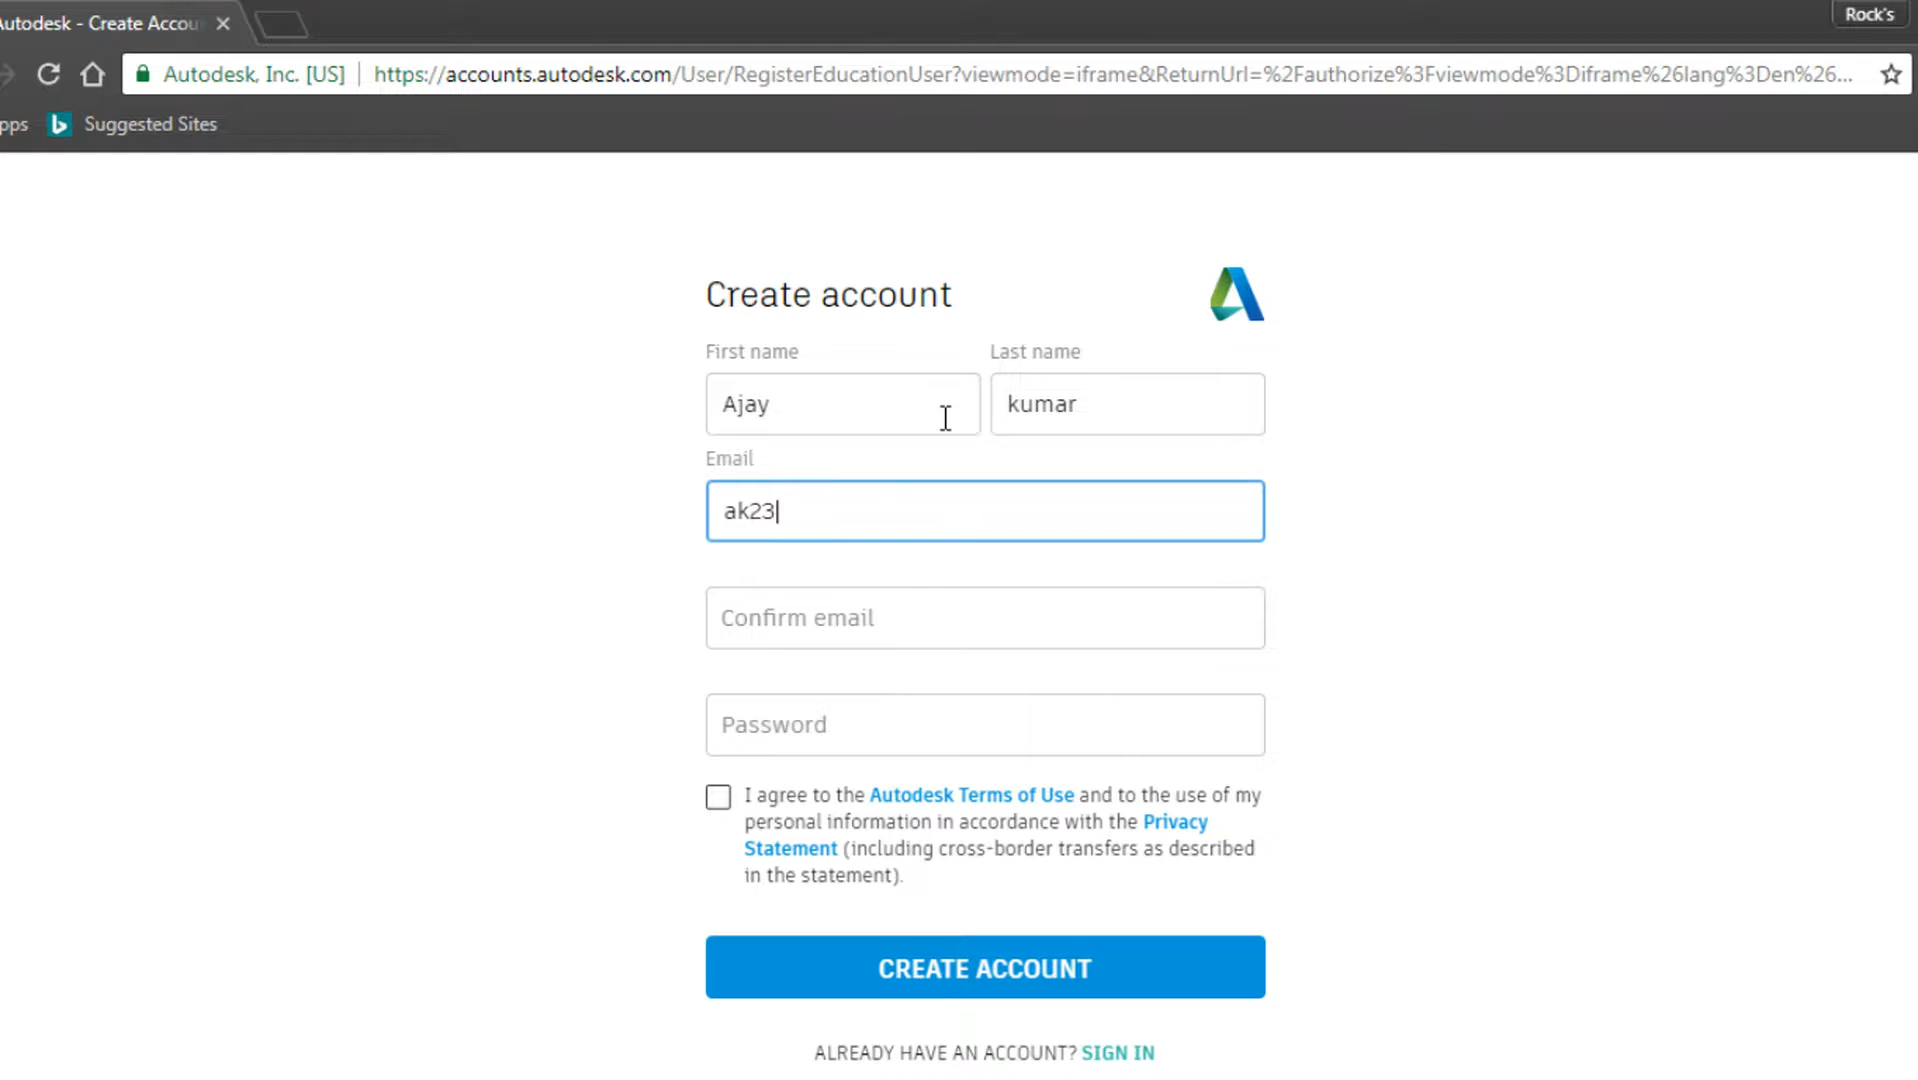 Autodesk - Create Accou
Rock's
Autodesk, Inc. [US] https://accounts.autodesk.com/User/RegisterEducationUser?viewmode=iframe&ReturnUrl=%2Fauthorize%3Fviewmode%3Diframe%26lang%3Den%26...
pps Suggested Sites
Create account
First name Last name
Ajay kumar
Email
ak23
Confirm email
Password
I agree to the Autodesk Terms of Use and to the use of my
personal information in accordance with the Privacy
Statement (including cross-border transfers as described
in the statement).
CREATE ACCOUNT
ALREADY HAVE AN ACCOUNT? SIGN IN